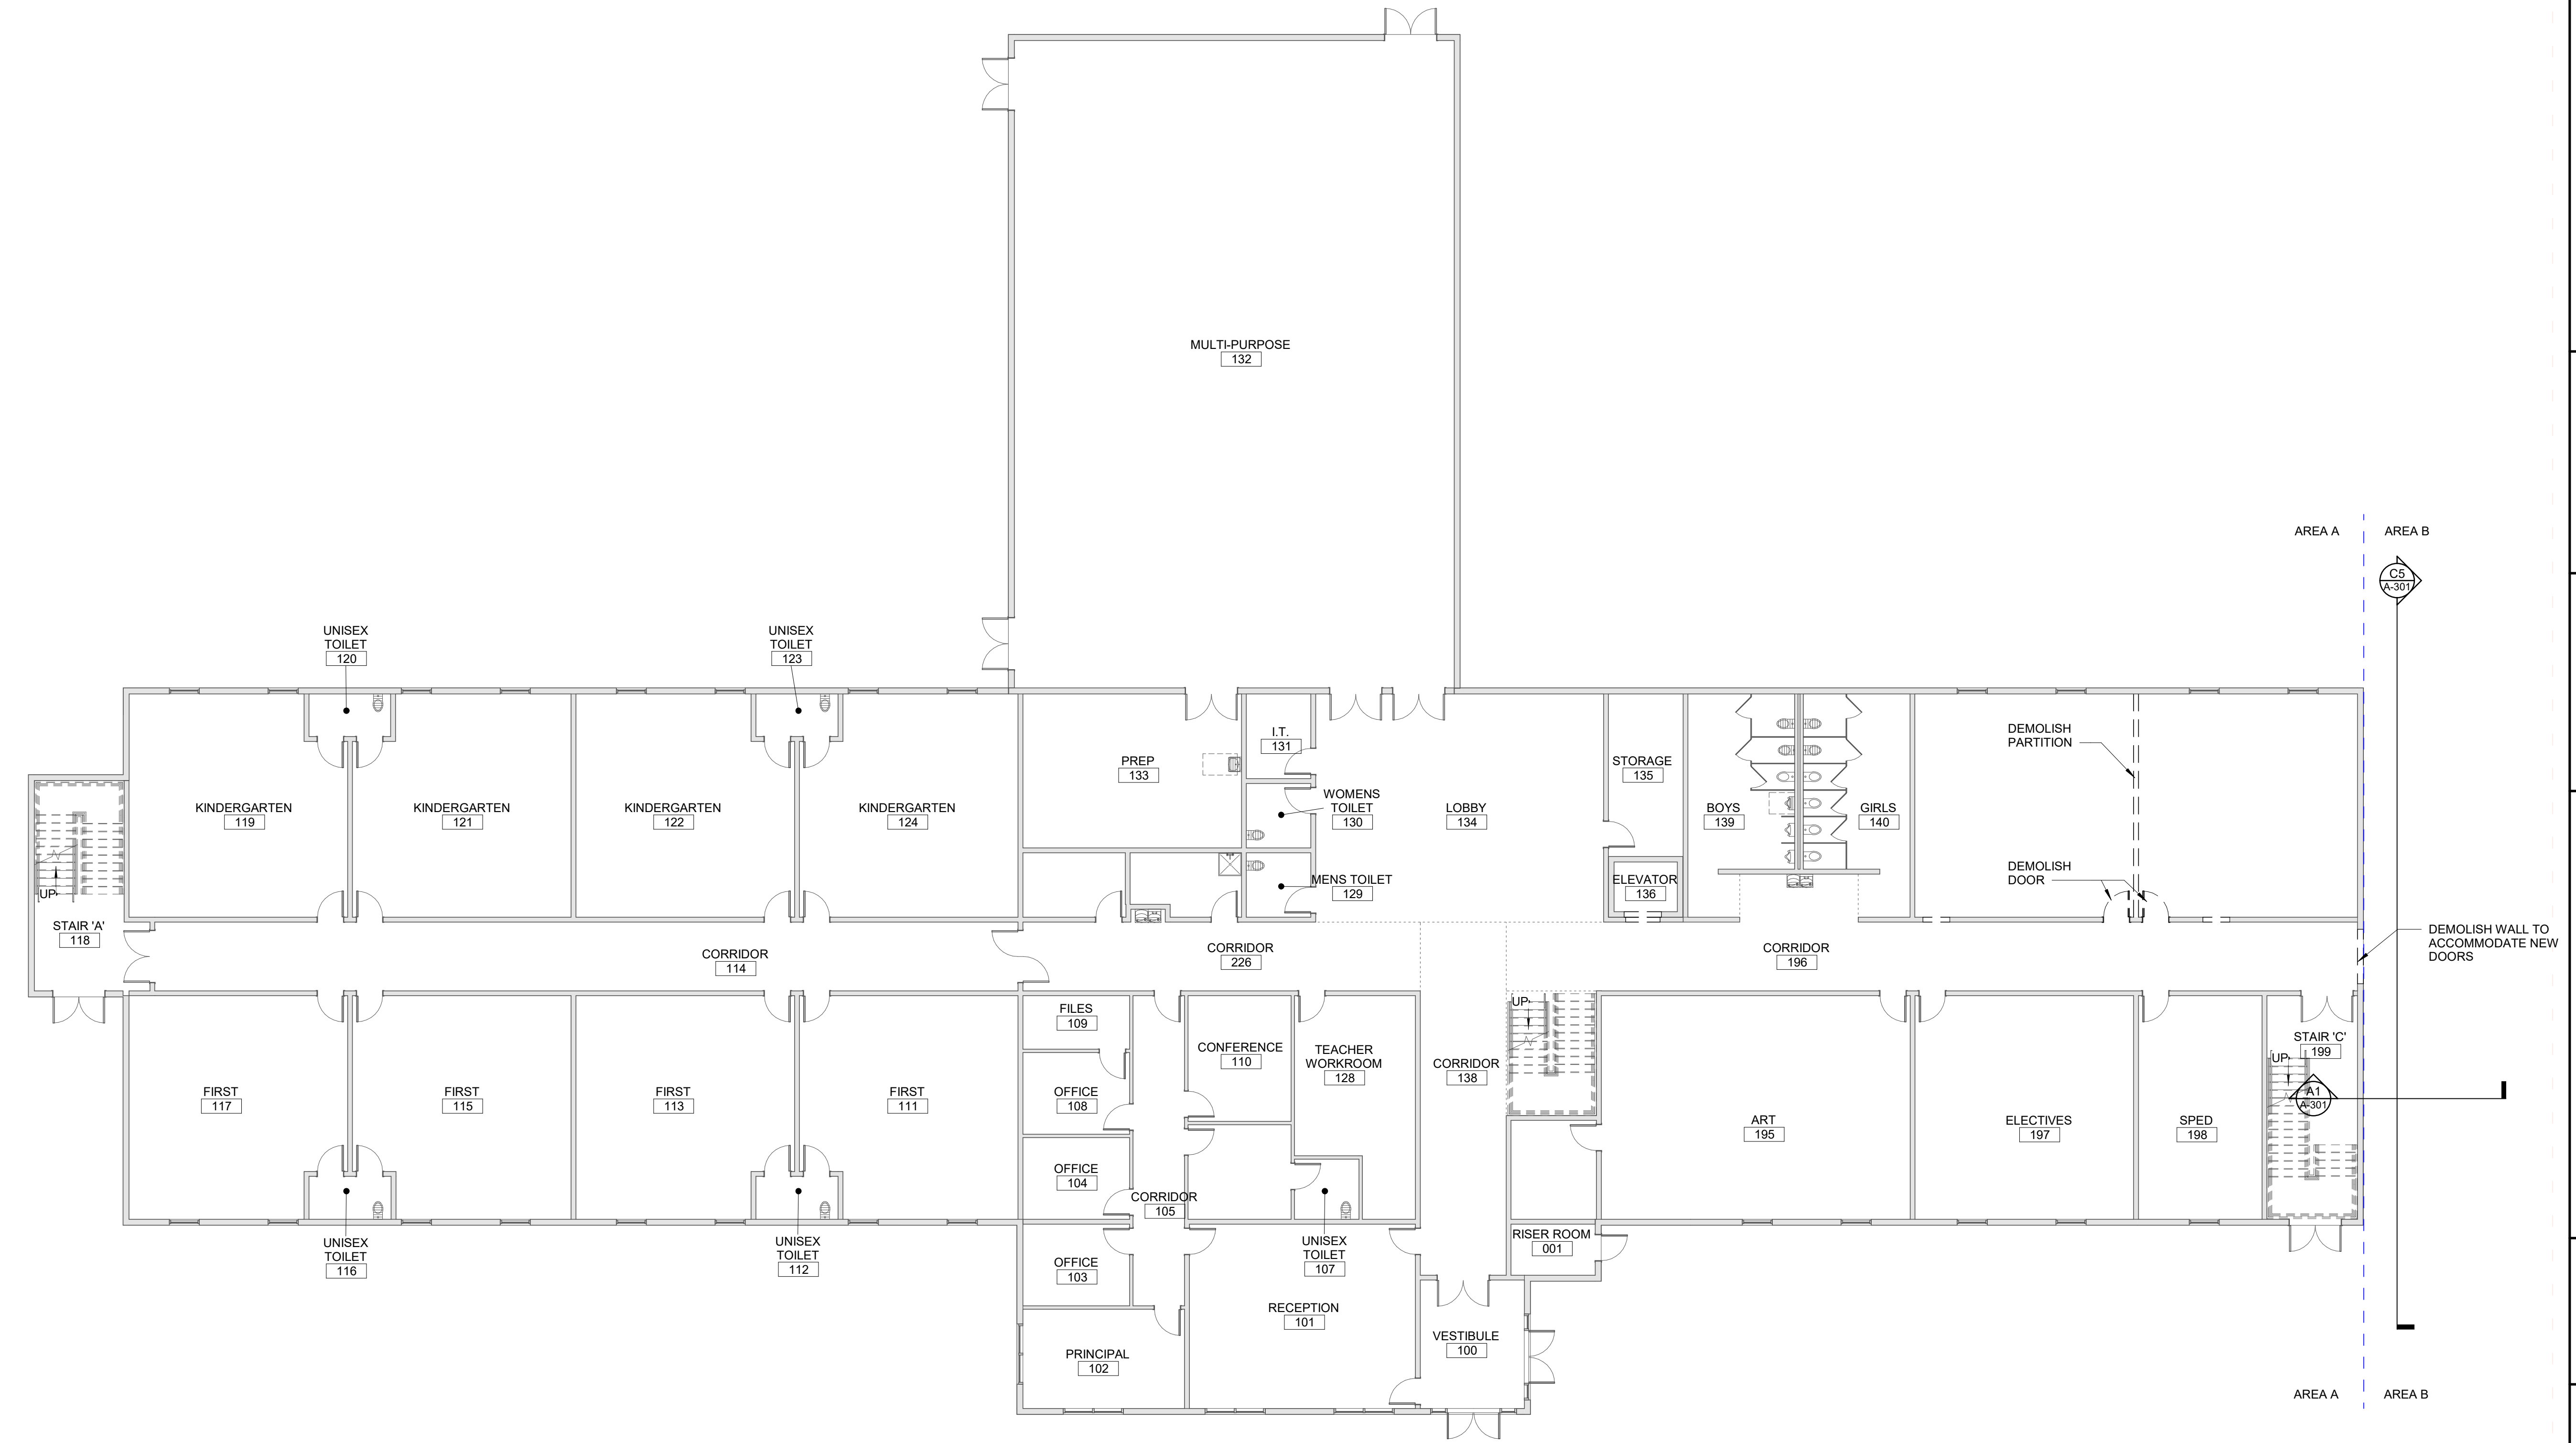 MULTI-PURPOSE
132
AREA A
AREA B
C5
A-301
UNISEX
TOILET
120
UNISEX
TOILET
123
DEMOLISH
PARTITION
I.T.
131
PREP
133
STORAGE
135
WOMENS
TOILET
130
LOBBY
134
BOYS
139
GIRLS
140
KINDERGARTEN
119
KINDERGARTEN
121
KINDERGARTEN
122
KINDERGARTEN
124
DEMOLISH
DOOR
MENS TOILET
129
ELEVATOR
136
UP
STAIR 'A'
118
DEMOLISH WALL TO
ACCOMMODATE NEW
DOORS
CORRIDOR
114
CORRIDOR
226
CORRIDOR
196
UP
FILES
109
CONFERENCE
110
TEACHER
WORKROOM
128
CORRIDOR
138
STAIR 'C'
199
UP
A1
A-301
FIRST
117
FIRST
115
FIRST
113
FIRST
111
OFFICE
108
ART
195
ELECTIVES
197
SPED
198
OFFICE
104
CORRIDOR
105
UNISEX
TOILET
116
UNISEX
TOILET
112
OFFICE
103
UNISEX
TOILET
107
RISER ROOM
001
RECEPTION
101
VESTIBULE
100
PRINCIPAL
102
AREA A
AREA B